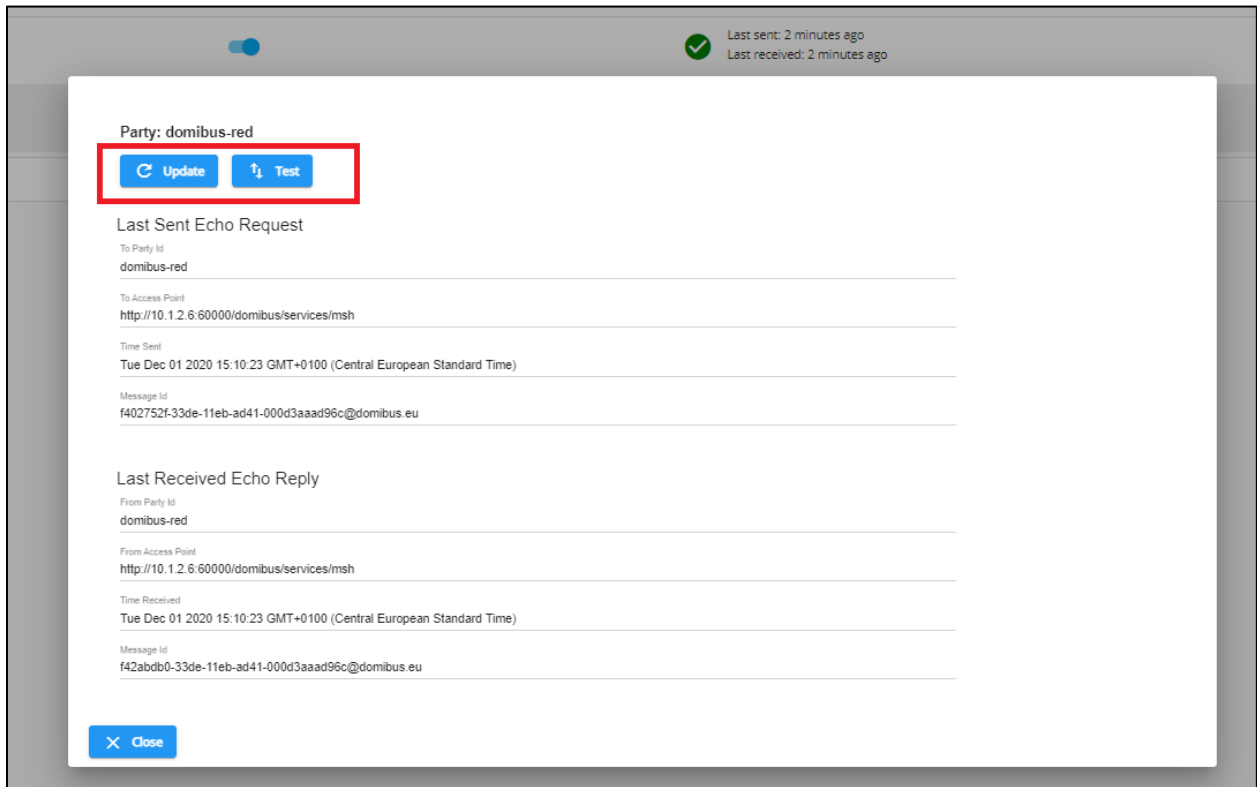 Last sent: 2 minutes ago
Last received: 2 minutes ago
Party: domibus-red
Update
Test
Last Sent Echo Request
To Party Id
domibus-red
To Access Point
http://10.1.2.6:60000/domibus/services/msh
Time Sent
Tue Dec 01 2020 15:10:23 GMT+0100 (Central European Standard Time)
Message Id
f402752f-33de-11eb-ad41-000d3aaad96c@domibus.eu
Last Received Echo Reply
From Party Id
domibus-red
From Access Point
http://10.1.2.6:60000/domibus/services/msh
Time Received
Tue Dec 01 2020 15:10:23 GMT+0100 (Central European Standard Time)
Message Id
f42abdb0-33de-11eb-ad41-000d3aaad96c@domibus.eu
Close